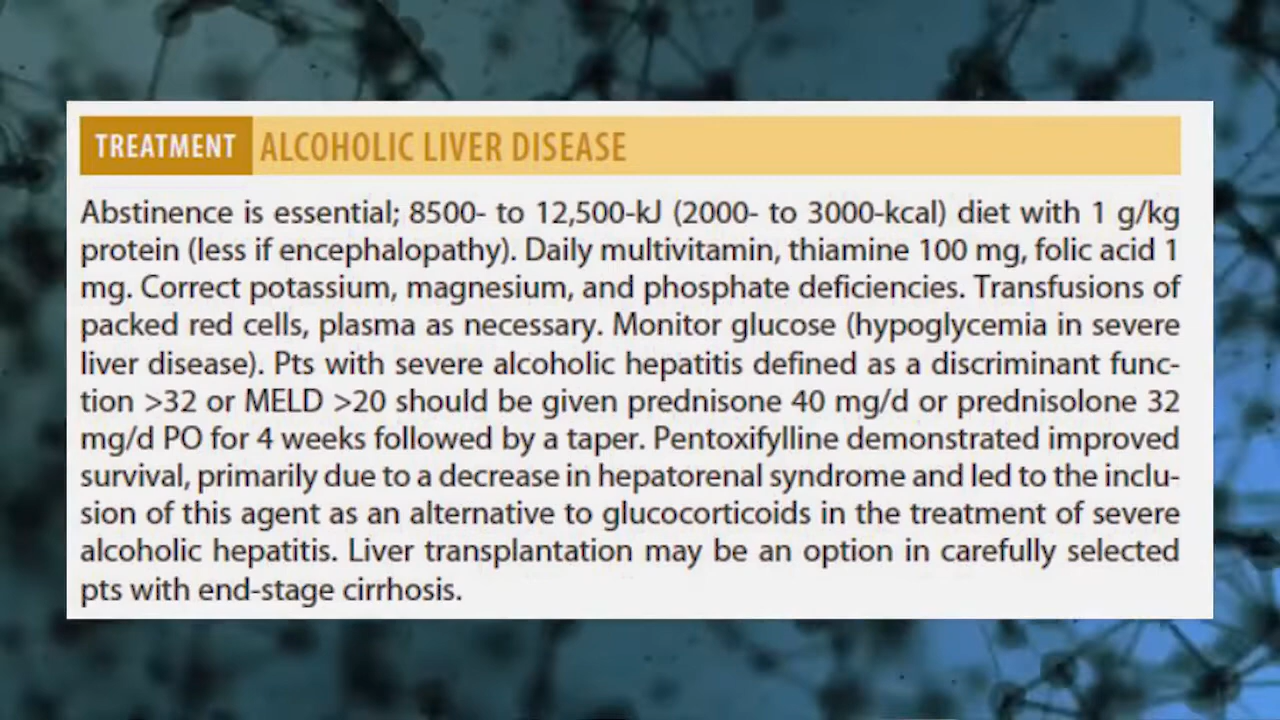 TREATMENT ALCOHOLIC LIVER DISEASE
Abstinence is essential; 8500- to 12,500-kJ (2000- to 3000-kcal) diet with 1 g/kg
protein (less if encephalopathy). Daily multivitamin, thiamine 100 mg, folic acid 1
mg. Correct potassium, magnesium, and phosphate deficiencies. Transfusions of
packed red cells, plasma as necessary. Monitor glucose (hypoglycemia in severe
liver disease). Pts with severe alcoholic hepatitis defined as a discriminant func-
tion >32 or MELD >20 should be given prednisone 40 mg/d or prednisolone 32
mg/d PO for 4 weeks followed by a taper. Pentoxifylline demonstrated improved
survival, primarily due to a decrease in hepatorenal syndrome and led to the inclu-
sion of this agent as an alternative to glucocorticoids in the treatment of severe
alcoholic hepatitis. Liver transplantation may be an option in carefully selected
pts with end-stage cirrhosis.